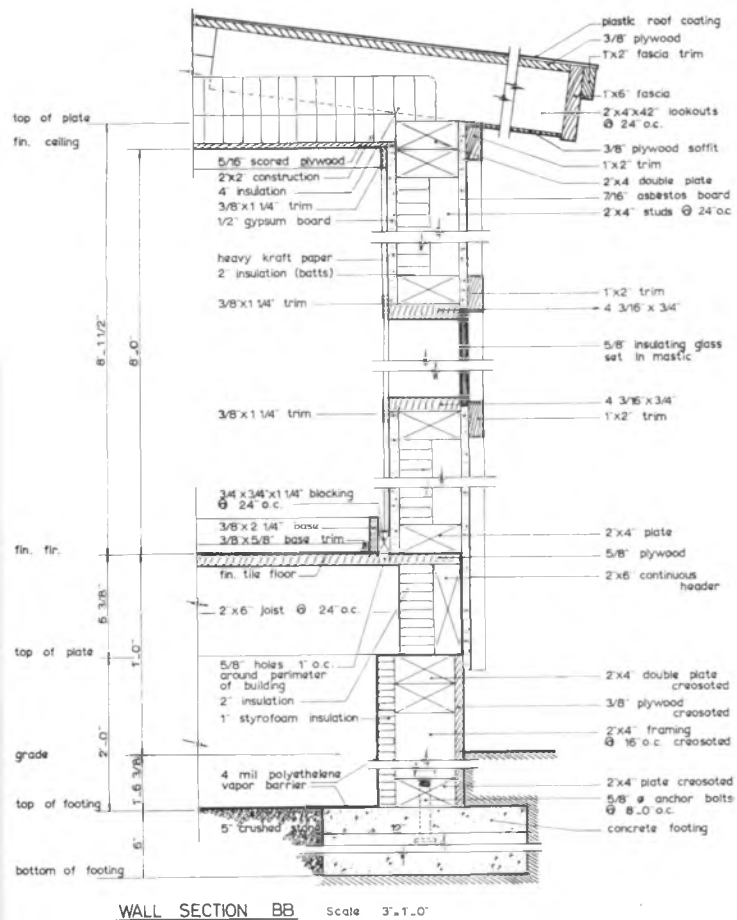 plastic roof coating
3/8" plywood
1"x2" fascia trim
1"x6" fascia
2"x4"x42" lookouts
@ 24" o.c.
3/8" plywood soffit
1"x2" trim
2"x4 double plate
7/16" asbestos board
2"x4" studs @ 24"o.c
1"x2" trim
4 3/16" x 3/4"
5/8" insulating glass
set in mastic
4 3/16"x3/4"
1"x2" trim
2"x4" plate
5/8" plywood
2"x6" continuous
header
2"x4" double plate
creosoted
3/8" plywood
creosoted
2"x4" framing
@ 16"o.c. creosoted
2"x4" plate creosoted
5/8" ø anchor bolts
@ 8'-0"o.c.
concrete footing
top of plate
fin. ceiling
fin. flr.
top of plate
grade
top of footing
bottom of footing
8'-1 1/2"
8'-0"
6 3/8"
1'-0"
2'-0"
1'-6 3/8"
6"
5/16" scored plywood
2"x2" construction
4" insulation
3/8"x1 1/4" trim
1/2" gypsum board
heavy kraft paper
2" insulation (batts)
3/8"x1 1/4" trim
3/8"x1 1/4" trim
3/4"x3/4"x1 1/4" blocking
@ 24" o.c.
3/8"x2 1/4" base
3/8"x5/8" base trim
fin. tile floor
2"x6" joist @ 24"o.c.
5/8" holes 1" o.c.
around perimeter
of building
2" insulation
1" styrofoam insulation
4 mil polyethelene
vapor barrier
5" crushed stone
12"
WALL SECTION BB Scale 3"=1'-0"